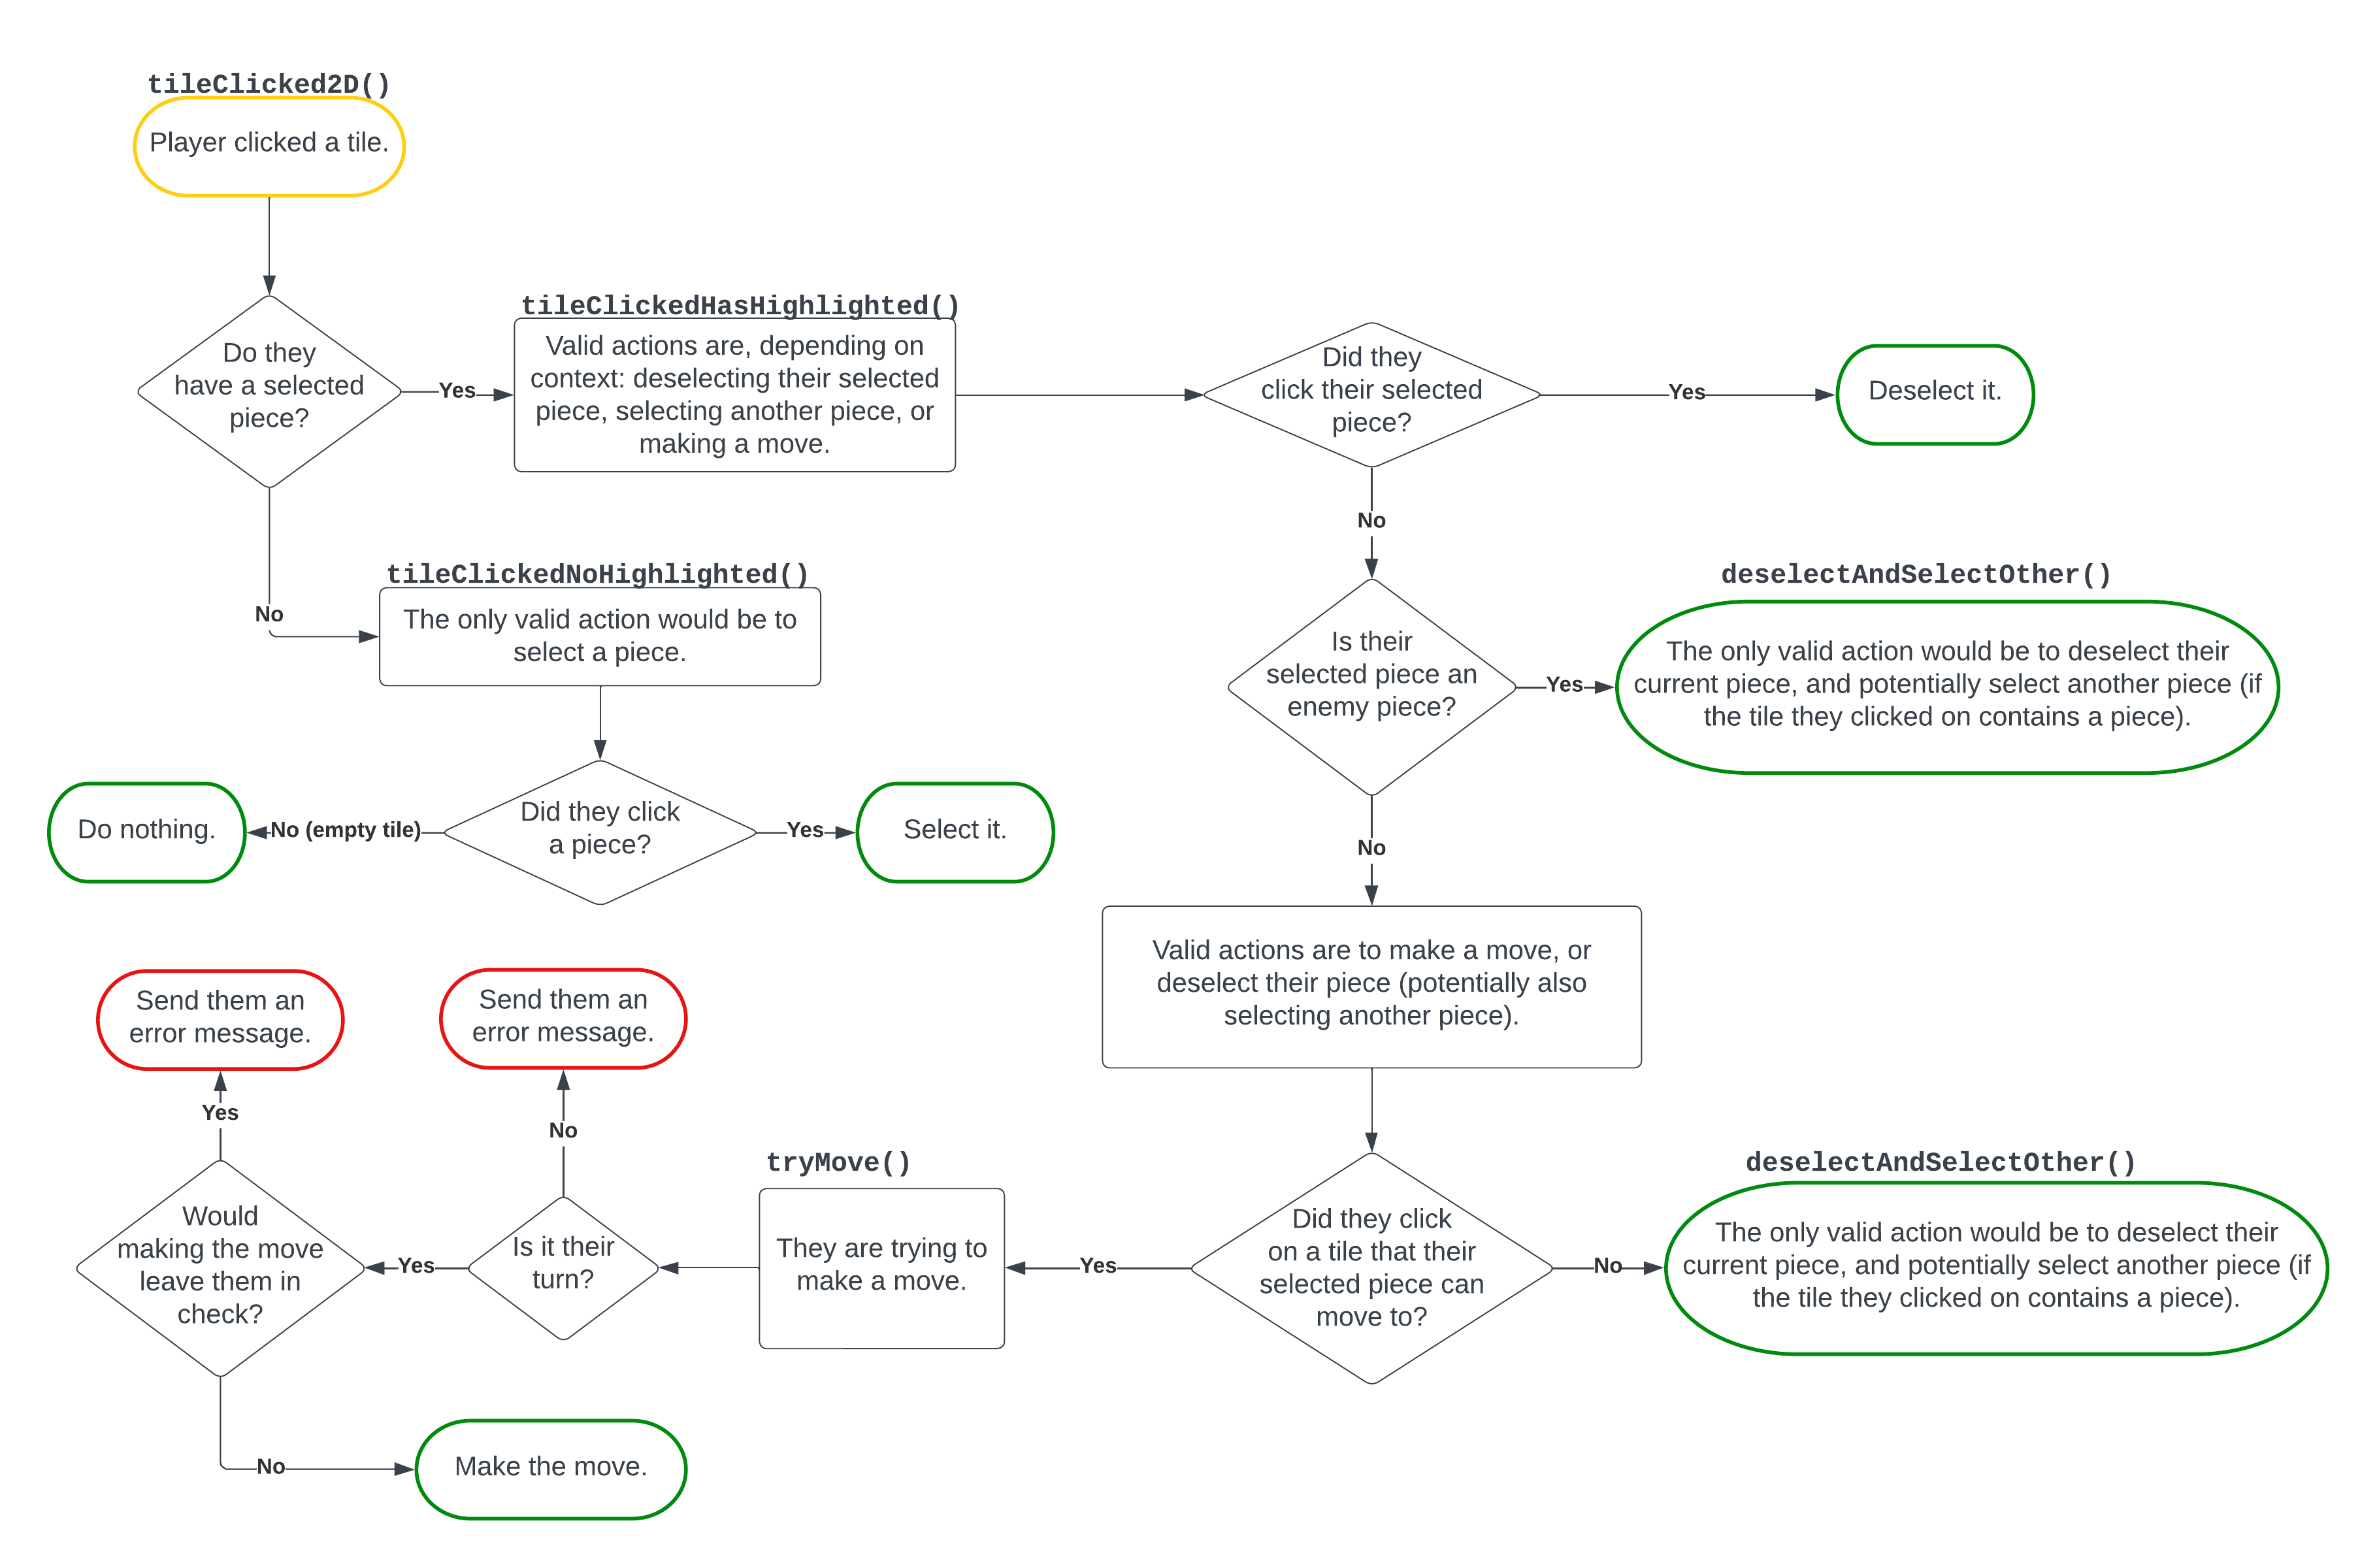 tileClicked2D()
Player clicked a tile.
Do they
have a selected
piece?
Yes
tileClickedHasHighlighted()
Valid actions are, depending on
context: deselecting their selected
piece, selecting another piece, or
making a move.
Did they
click their selected
piece?
Yes
Deselect it.
No
No
tileClickedNoHighlighted()
The only valid action would be to
select a piece.
Did they click
a piece?
No (empty tile)
Do nothing.
Yes
Select it.
Is their
selected piece an
enemy piece?
Yes
deselectAndSelectOther()
The only valid action would be to deselect their
current piece, and potentially select another piece (if
the tile they clicked on contains a piece).
No
Valid actions are to make a move, or
deselect their piece (potentially also
selecting another piece).
Did they click
on a tile that their
selected piece can
move to?
No
deselectAndSelectOther()
The only valid action would be to deselect their
current piece, and potentially select another piece (if
the tile they clicked on contains a piece).
Yes
tryMove()
They are trying to
make a move.
Is it their
turn?
No
Send them an
error message.
Yes
Would
making the move
leave them in
check?
Yes
Send them an
error message.
No
Make the move.